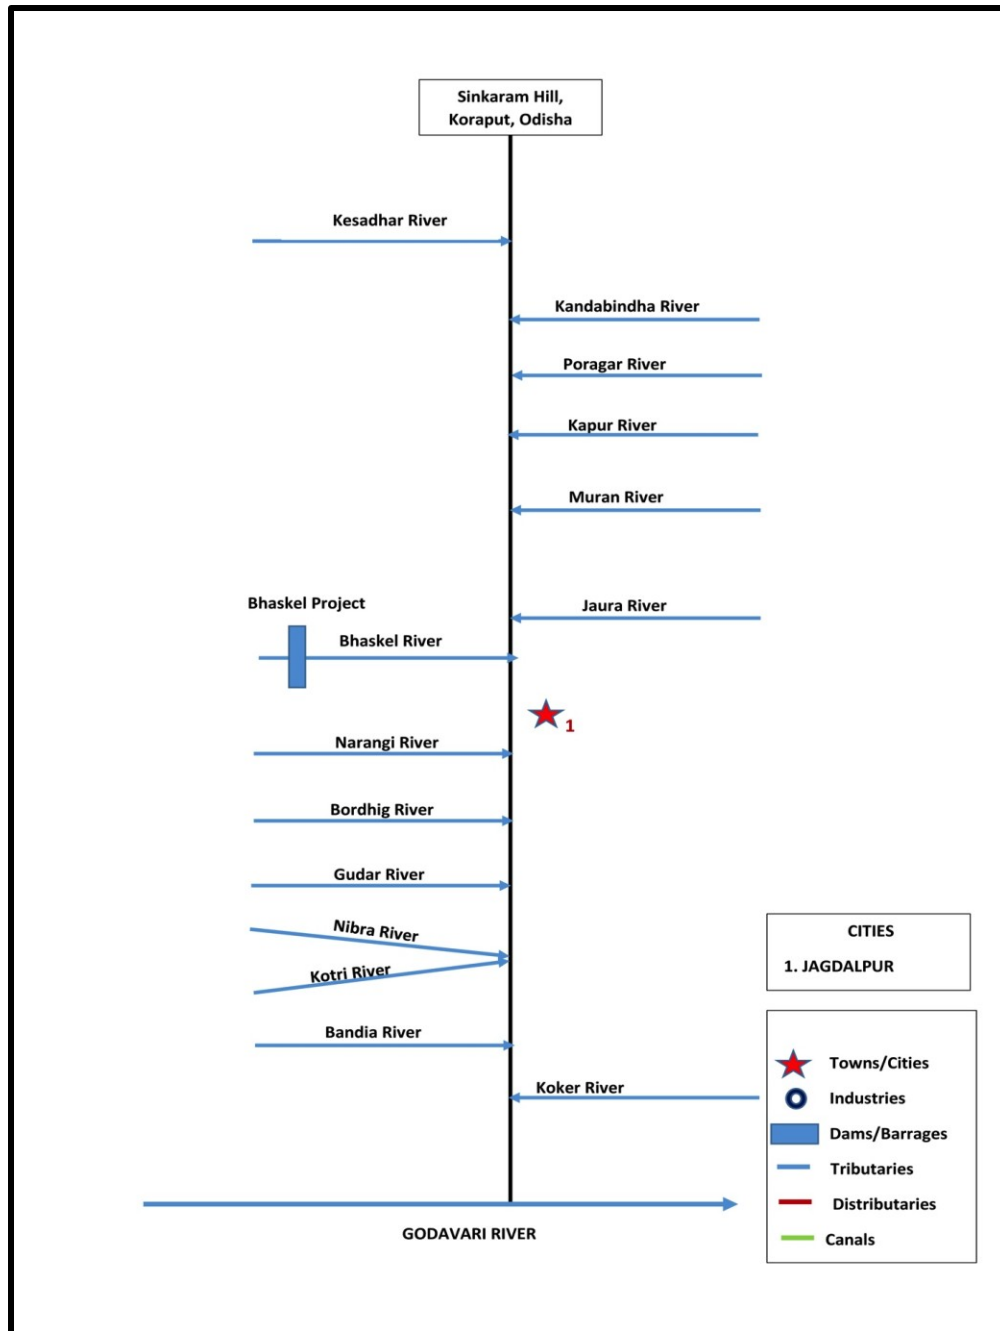 Sinkaram Hill,
Koraput, Odisha
Kesadhar River
Kandabindha River
Poragar River
Kapur River
Muran River
Bhaskel Project
Jaura River
Bhaskel River
1
Narangi River
Bordhig River
Gudar River
Nibra River
Kotri River
Bandia River
Koker River
GODAVARI RIVER
CITIES
1. JAGDALPUR
Towns/Cities
Industries
Dams/Barrages
Tributaries
Distributaries
Canals